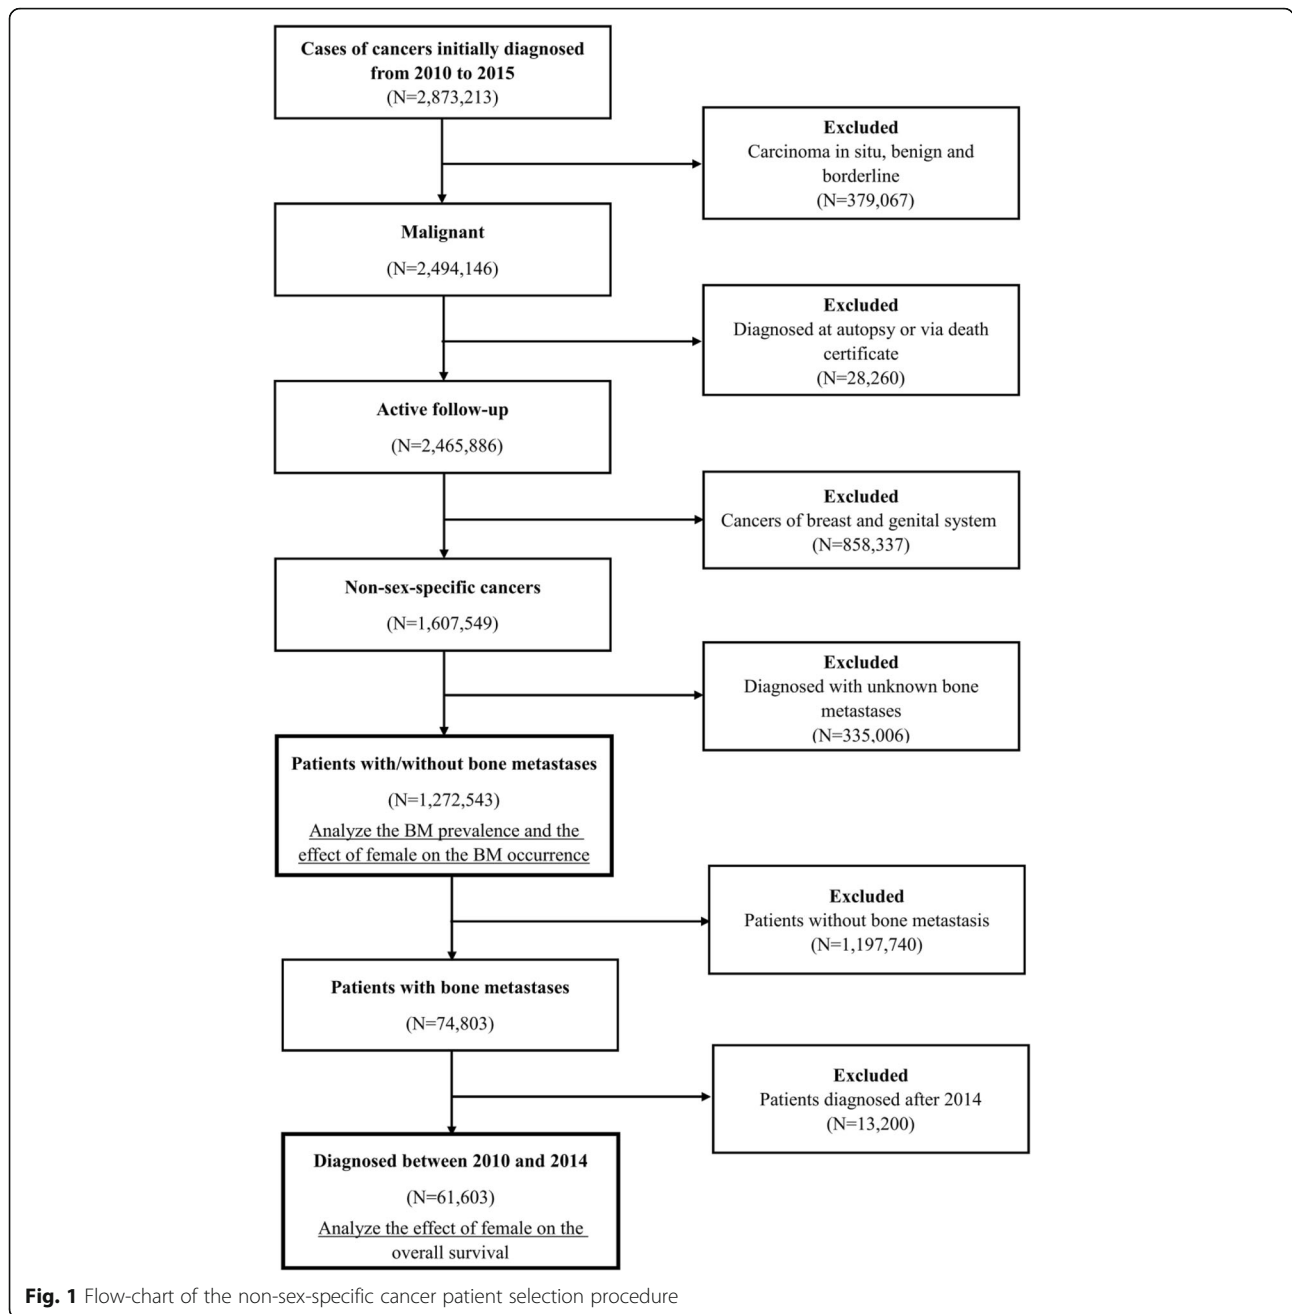 Cases of cancers initially diagnosed
from 2010 to 2015
(N=2,873,213)
Excluded
Carcinoma in situ, benign and
borderline
(N=379,067)
Malignant
(N=2,494,146)
Excluded
Diagnosed at autopsy or via death
certificate
(N=28,260)
Active follow-up
(N=2,465,886)
Excluded
Cancers of breast and genital system
(N=858,337)
Non-sex-specific cancers
(N=1,607,549)
Excluded
Diagnosed with unknown bone
metastases
(N=335,006)
Patients with/without bone metastases
(N=1,272,543)
Analyze the BM prevalence and the
effect of female on the BM occurrence
Excluded
Patients without bone metastasis
(N=1,197,740)
Patients with bone metastases
(N=74,803)
Excluded
Patients diagnosed after 2014
(N=13,200)
Diagnosed between 2010 and 2014
(N=61,603)
Analyze the effect of female on the
overall survival
Fig. 1 Flow-chart of the non-sex-specific cancer patient selection procedure